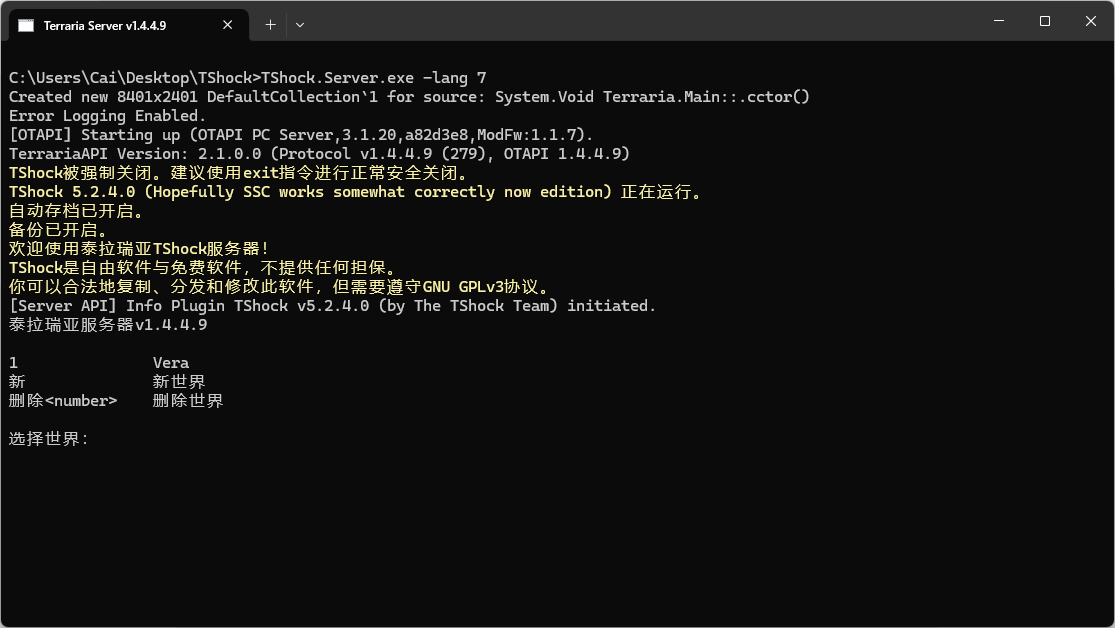 Terraria Server v1.4.4.9
C:\Users\Cai\Desktop\TShock>TShock.Server.exe -lang 7
Created new 8401x2401 DefaultCollection`1 for source: System.Void Terraria.Main::.cctor()
Error Logging Enabled.
[OTAPI] Starting up (OTAPI PC Server,3.1.20,a82d3e8,ModFw:1.1.7).
TerrariaAPI Version: 2.1.0.0 (Protocol v1.4.4.9 (279), OTAPI 1.4.4.9)
TShock被强制关闭。建议使用exit指令进行正常安全关闭。
TShock 5.2.4.0 (Hopefully SSC works somewhat correctly now edition) 正在运行。
自动存档已开启。
备份已开启。
欢迎使用泰拉瑞亚TShock服务器!
TShock是自由软件与免费软件，不提供任何担保。
你可以合法地复制、分发和修改此软件，但需要遵守GNU GPLv3协议。
[Server API] Info Plugin TShock v5.2.4.0 (by The TShock Team) initiated.
泰拉瑞亚服务器v1.4.4.9
1 Vera
新 新世界
删除<number> 删除世界
选择世界: